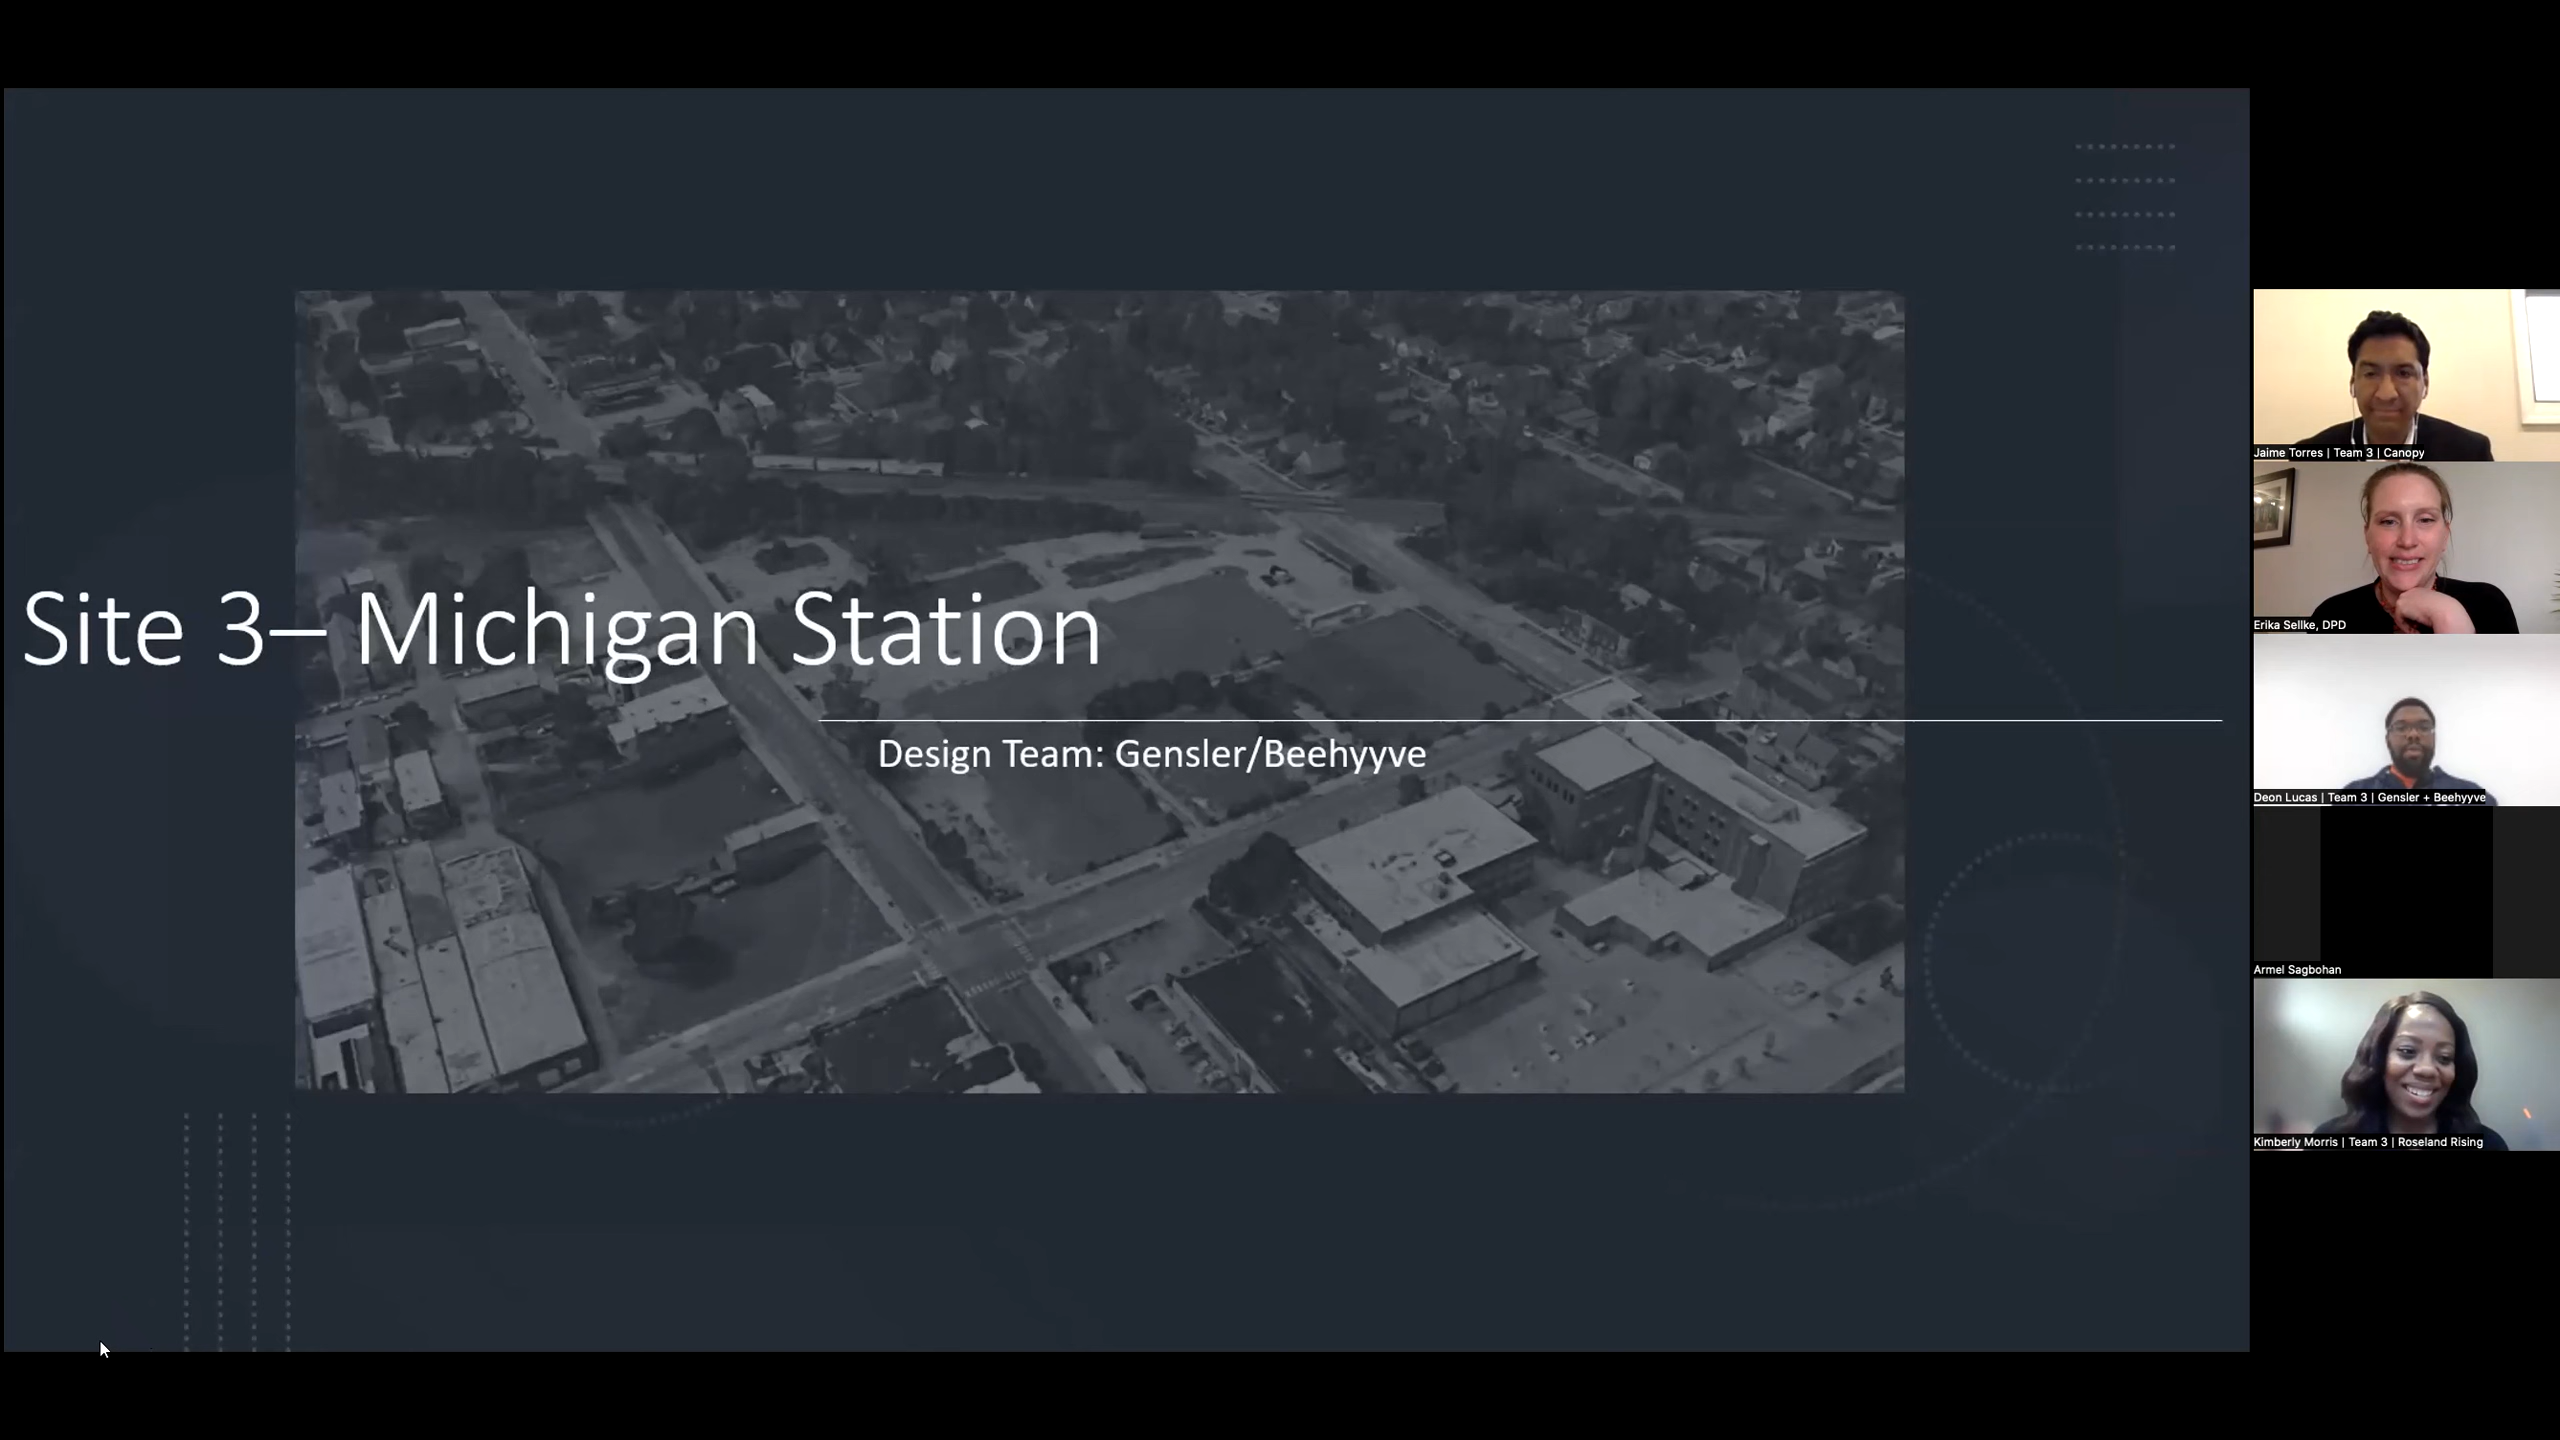 Site 3– Michigan Station
Design Team: Gensler/Beehyyve
Jaime Torres | Team 3 | Canopy
Erika Sellke, DPD
Deon Lucas | Team 3 | Gensler + Beehyyve
Armel Sagbohan
Kimberly Morris | Team 3 | Roseland Rising